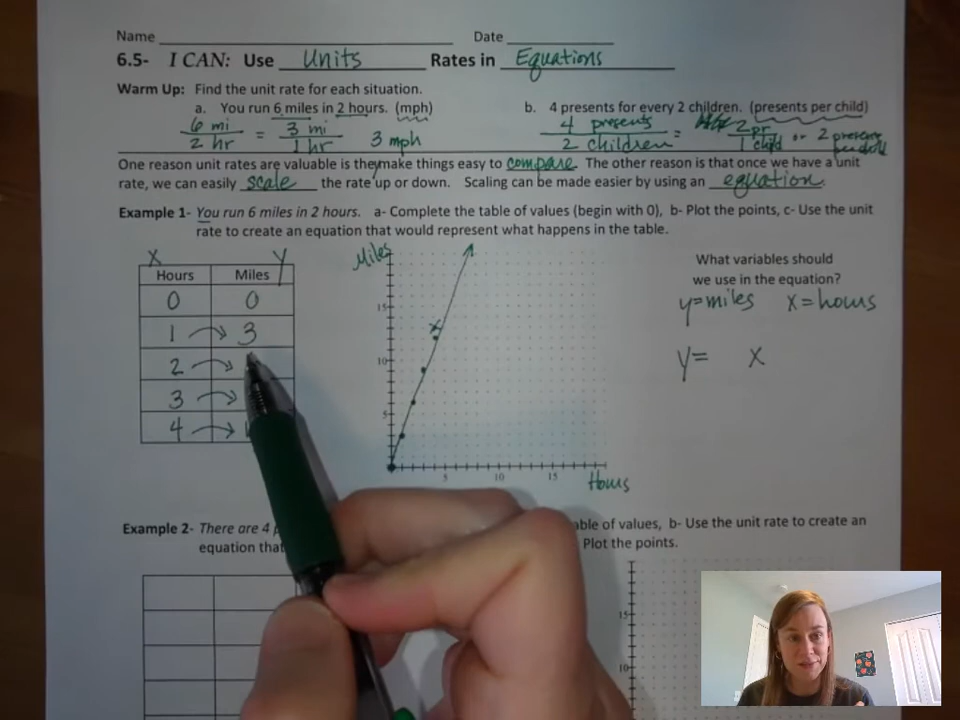 Name Date
6.5- I CAN: Use Units Rates in Equations
Warm Up: Find the unit rate for each situation.
a. You run 6 miles in 2 hours. (mph)
6 mi / 2 hr = 3 mi / 1 hr 3 mph
b. 4 presents for every 2 children. (presents per child)
4 presents / 2 children = 2 pr / 1 child or 2 presents per child
One reason unit rates are valuable is they make things easy to compare. The other reason is that once we have a unit
rate, we can easily scale the rate up or down. Scaling can be made easier by using an equation.
Example 1- You run 6 miles in 2 hours. a- Complete the table of values (begin with 0), b- Plot the points, c- Use the unit
rate to create an equation that would represent what happens in the table.
X Y
Hours Miles
0 0
1 3
2
3
4
Miles
15
10
5
5 10 15
Hours
What variables should
we use in the equation?
y=miles x=hours
y= x
Example 2- There are 4
able of values, b- Use the unit rate to create an
equation that
Plot the points.
15
10